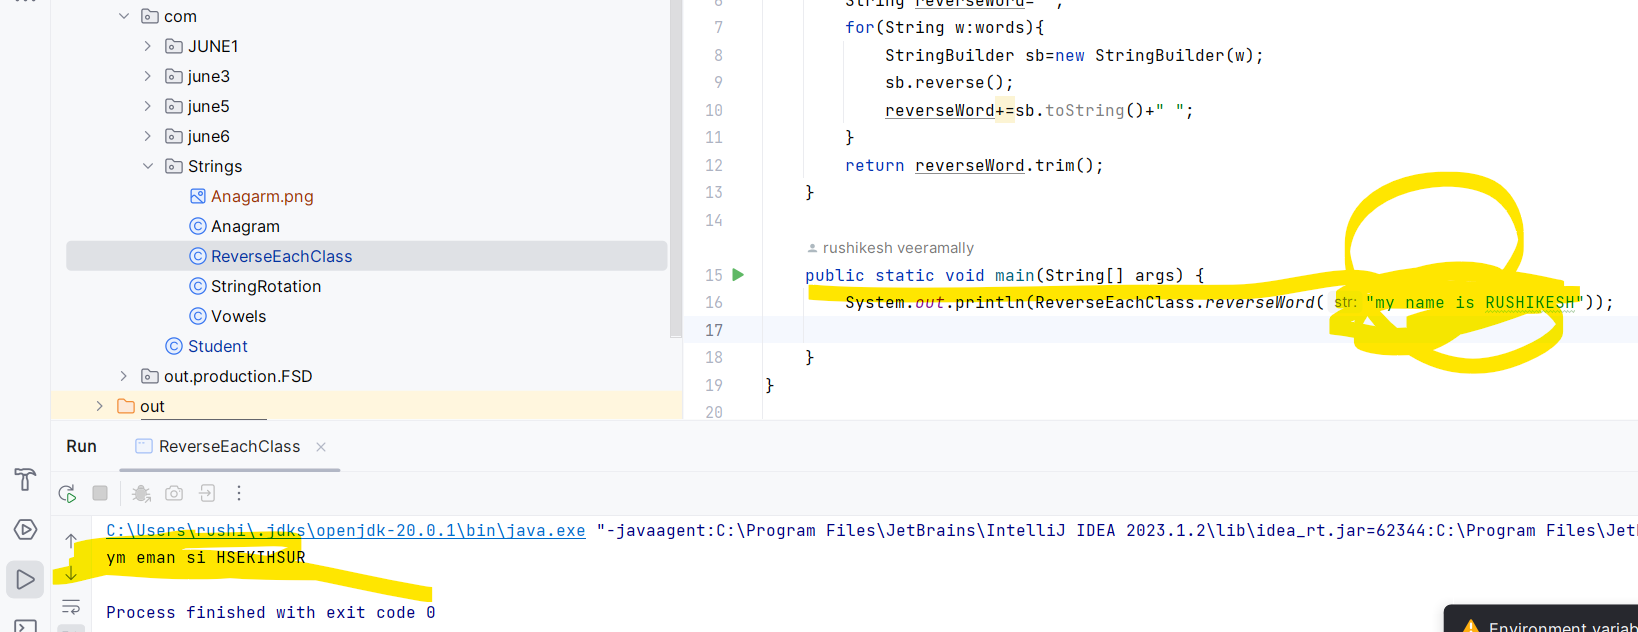 com
JUNE1
june3
june5
june6
Strings
Anagarm.png
Anagram
ReverseEachClass
StringRotation
Vowels
Student
out.production.FSD
out
6 String reverseWord=" ";
7 for(String w:words){
8 StringBuilder sb=new StringBuilder(w);
9 sb.reverse();
10 reverseWord+=sb.toString()+" ";
11 }
12 return reverseWord.trim();
13 }
14
rushikesh veeramally
15 public static void main(String[] args) {
16 System.out.println(ReverseEachClass.reverseWord( str: "my name is RUSHIKESH"));
17
18 }
19 }
20
Run ReverseEachClass
C:\Users\rushi\.jdks\openjdk-20.0.1\bin\java.exe "-javaagent:C:\Program Files\JetBrains\IntelliJ IDEA 2023.1.2\lib\idea_rt.jar=62344:C:\Program Files\Jet
ym eman si HSEKIHSUR
Process finished with exit code 0
Environment variab